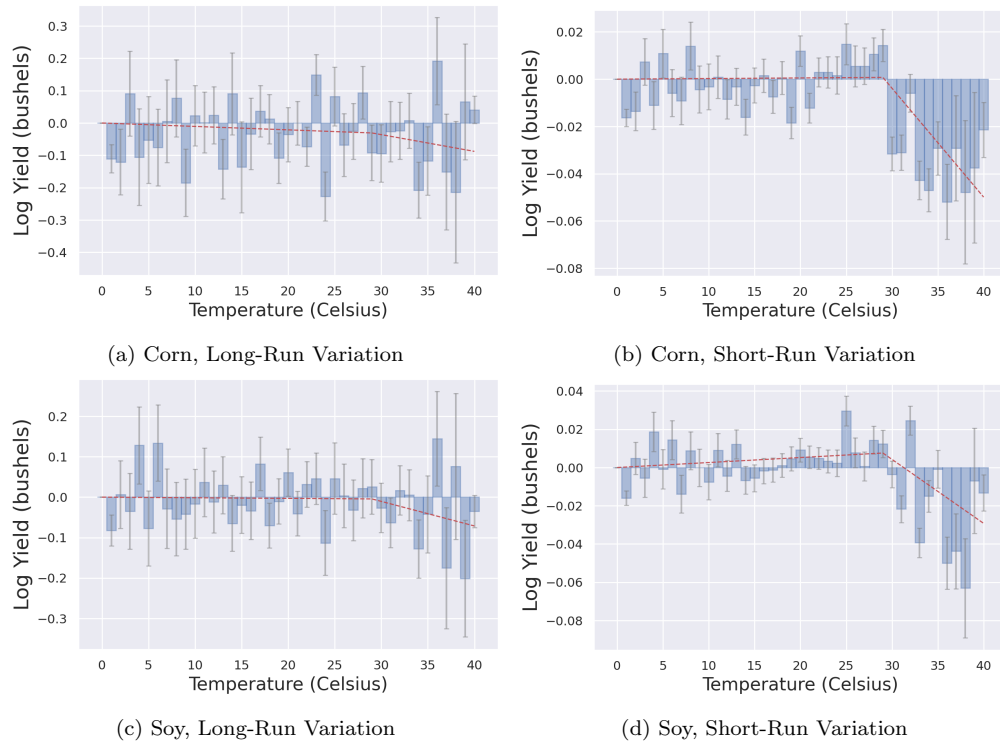 0.3
0.2
0.1
0.0
−0.1
−0.2
−0.3
−0.4
Log Yield (bushels)
0 5 10 15 20 25 30 35 40
Temperature (Celsius)
(a) Corn, Long-Run Variation
0.02
0.00
−0.02
−0.04
−0.06
−0.08
Log Yield (bushels)
0 5 10 15 20 25 30 35 40
Temperature (Celsius)
(b) Corn, Short-Run Variation
0.2
0.1
0.0
−0.1
−0.2
−0.3
Log Yield (bushels)
0 5 10 15 20 25 30 35 40
Temperature (Celsius)
(c) Soy, Long-Run Variation
0.04
0.02
0.00
−0.02
−0.04
−0.06
−0.08
Log Yield (bushels)
0 5 10 15 20 25 30 35 40
Temperature (Celsius)
(d) Soy, Short-Run Variation